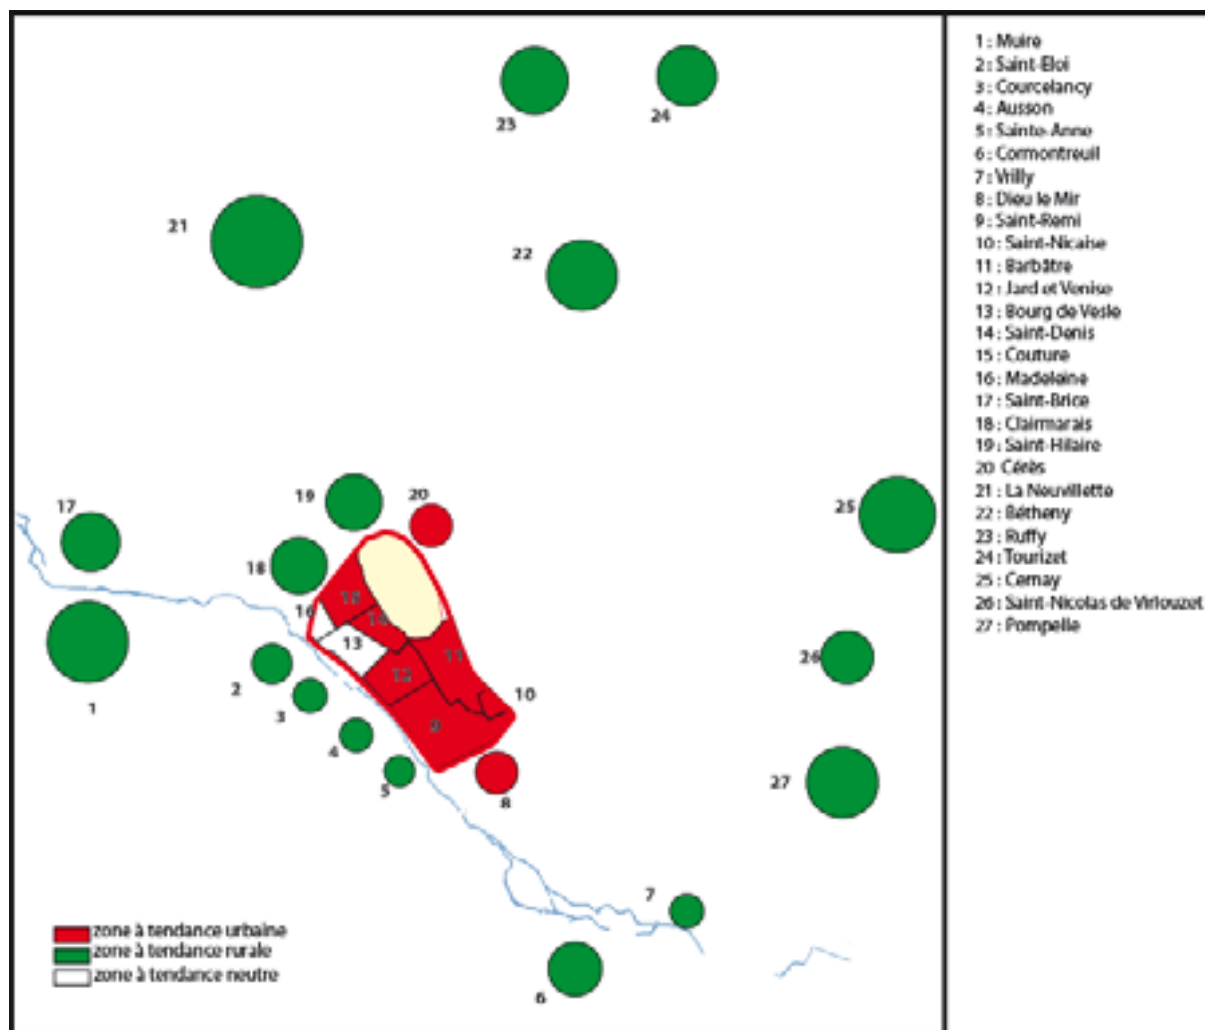 23
24
21
22
19
20
17
25
18
15
16
14
13
11
26
12
2
10
3
1
9
4
27
5
8
7
6
zone à tendance urbaine
zone à tendance rurale
zone à tendance neutre
1 : Muire
2 : Saint-Eloi
3 : Courcelancy
4 : Ausson
5 : Sainte-Anne
6 : Cormontreuil
7 : Vrilly
8 : Dieu le Mir
9 : Saint-Remi
10 : Saint-Nicaise
11 : Barbâtre
12 : Jard et Venise
13 : Bourg de Vesle
14 : Saint-Denis
15 : Couture
16 : Madeleine
17 : Saint-Brice
18 : Clairmarais
19 : Saint-Hilaire
20 Cérès
21 : La Neuvillette
22 : Bétheny
23 : Ruffy
24 : Tourizet
25 : Cernay
26 : Saint-Nicolas de Virlouzet
27 : Pompelle